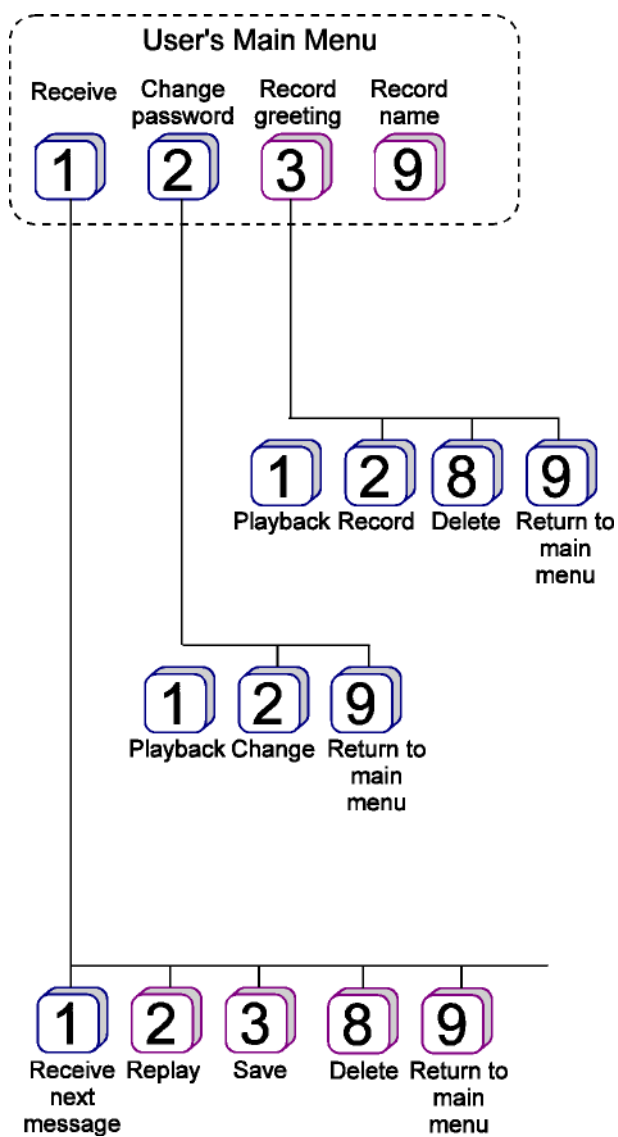 User's Main Menu
Receive
Change
password
Record
greeting
Record
name
1 2 3 9
1 2 8 9
Playback Record Delete Return to
main
menu
1 2 9
Playback Change Return to
main
menu
1 2 3 8 9
Receive
next
message
Replay
Save
Delete
Return to
main
menu